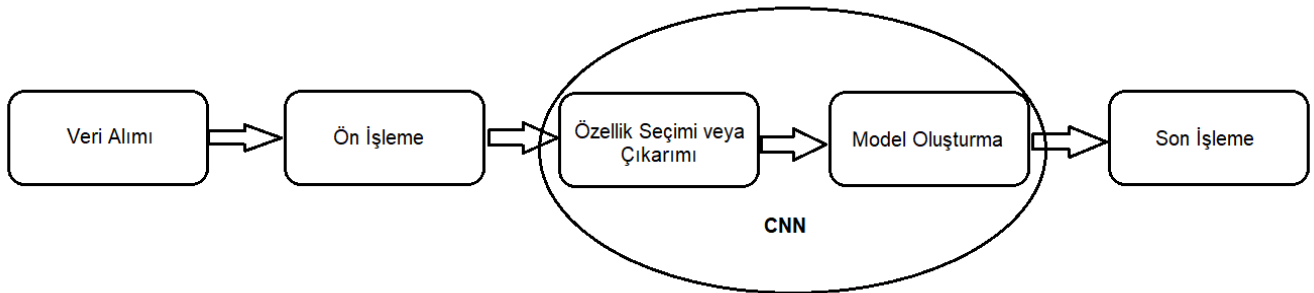 Veri Alımı
Ön İşleme
Özellik Seçimi veya
Çıkarımı
Model Oluşturma
Son İşleme
CNN